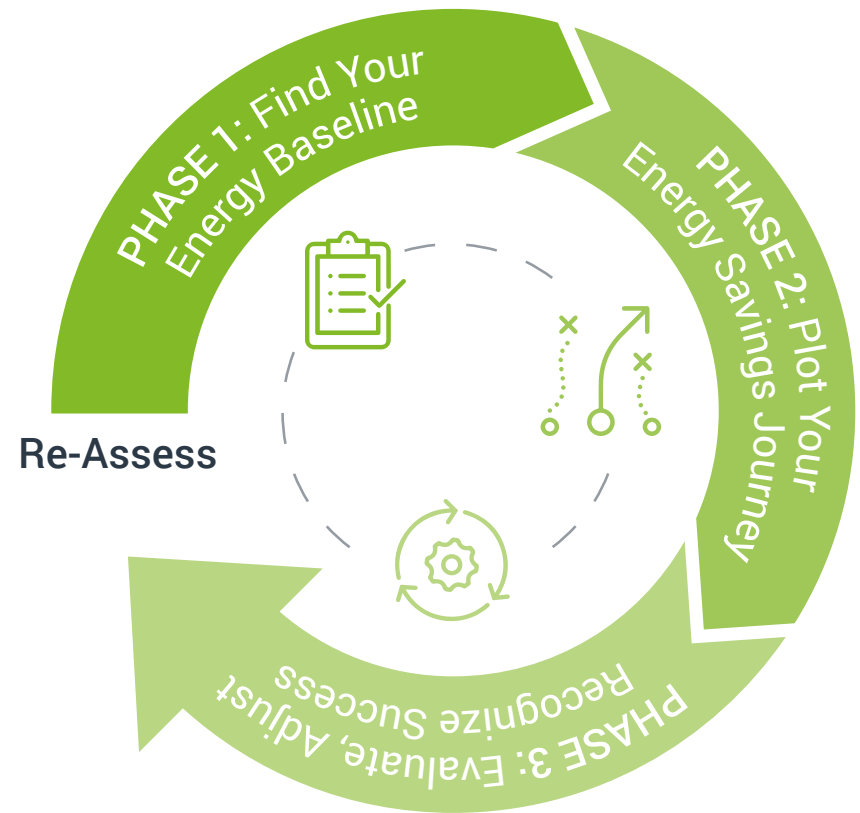 PHASE 1: Find Your
Energy Baseline
PHASE 2: Plot Your
Energy Savings Journey
PHASE 3: Evaluate, Adjust
Recognize Success
Re-Assess